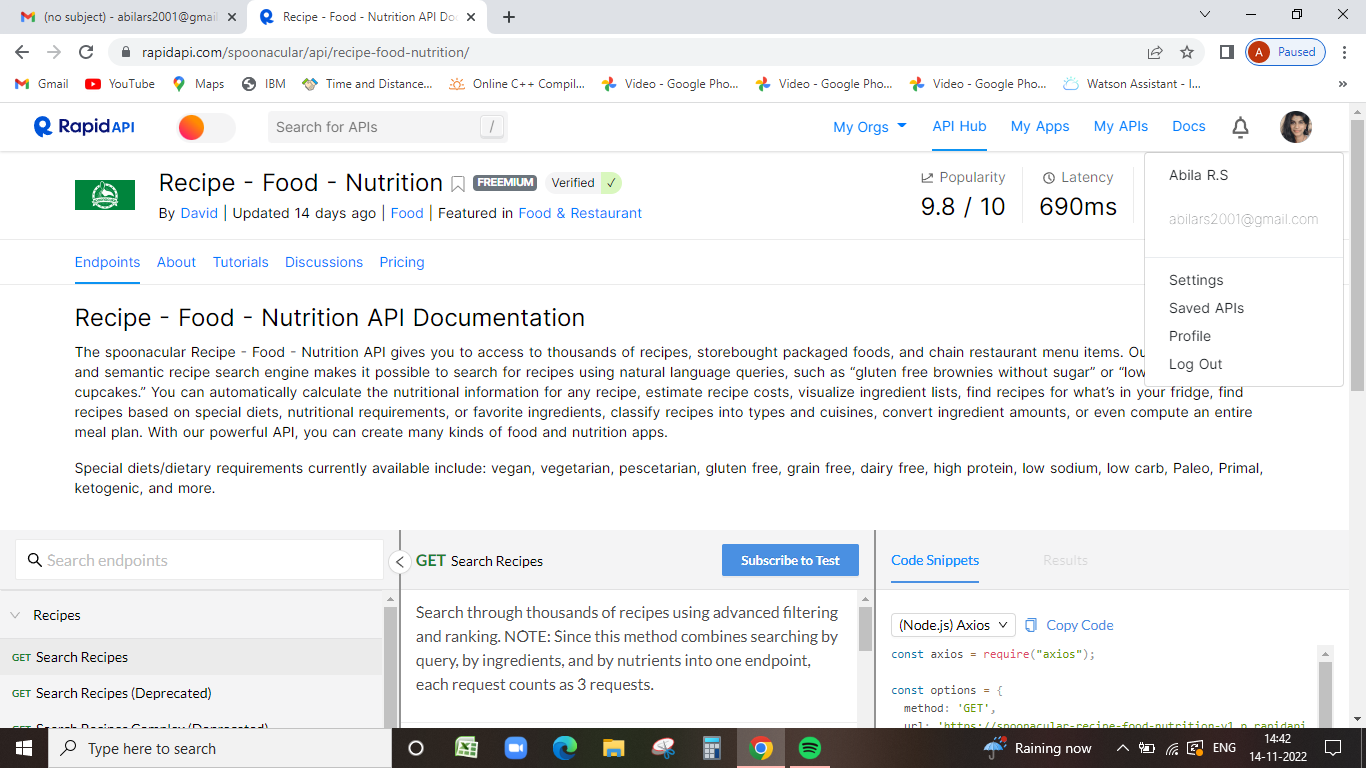 (no subject) - abilars2001@gmail
Recipe - Food - Nutrition API Do
rapidapi.com/spoonacular/api/recipe-food-nutrition/
A Paused
Gmail YouTube Maps IBM Time and Distance... Online C++ Compil... Video - Google Pho... Video - Google Pho... Video - Google Pho... Watson Assistant - I... »
Rapid API Search for APIs / My Orgs API Hub My Apps My APIs Docs
Recipe - Food - Nutrition FREEMIUM Verified ✓
By David | Updated 14 days ago | Food | Featured in Food & Restaurant
Popularity
9.8 / 10
Latency
690ms
Abila R.S
abilars2001@gmail.com
Settings
Saved APIs
Profile
Log Out
Endpoints About Tutorials Discussions Pricing
Recipe - Food - Nutrition API Documentation
The spoonacular Recipe - Food - Nutrition API gives you to access to thousands of recipes, storebought packaged foods, and chain restaurant menu items. Ou
and semantic recipe search engine makes it possible to search for recipes using natural language queries, such as “gluten free brownies without sugar” or “low
cupcakes.” You can automatically calculate the nutritional information for any recipe, estimate recipe costs, visualize ingredient lists, find recipes for what's in your fridge, find
recipes based on special diets, nutritional requirements, or favorite ingredients, classify recipes into types and cuisines, convert ingredient amounts, or even compute an entire
meal plan. With our powerful API, you can create many kinds of food and nutrition apps.
Special diets/dietary requirements currently available include: vegan, vegetarian, pescetarian, gluten free, grain free, dairy free, high protein, low sodium, low carb, Paleo, Primal,
ketogenic, and more.
Search endpoints
Recipes
GET Search Recipes
GET Search Recipes (Deprecated)
GET Search Recipes Complex (Deprecated)
GET Search Recipes Subscribe to Test
Search through thousands of recipes using advanced filtering
and ranking. NOTE: Since this method combines searching by
query, by ingredients, and by nutrients into one endpoint,
each request counts as 3 requests.
Code Snippets Results
(Node.js) Axios Copy Code
const axios = require("axios");
const options = {
method: 'GET',
url: 'https://spoonacular-recipe-food-nutrition-v1.p.rapidapi
Type here to search
Raining now ENG 14:42
14-11-2022